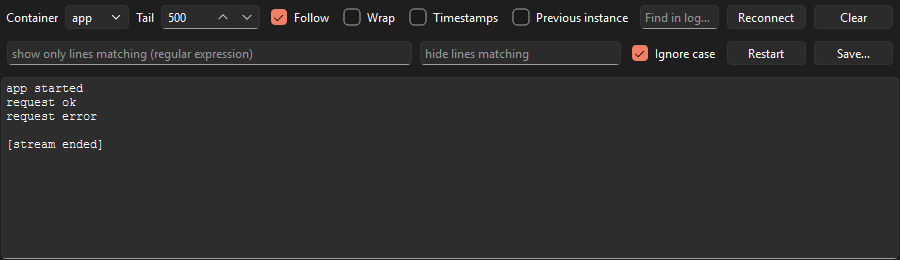 Container app Tail 500 Follow Wrap Timestamps Previous instance Find in log... Reconnect Clear
show only lines matching (regular expression) hide lines matching Ignore case Restart Save...
app started
request ok
request error
[stream ended]